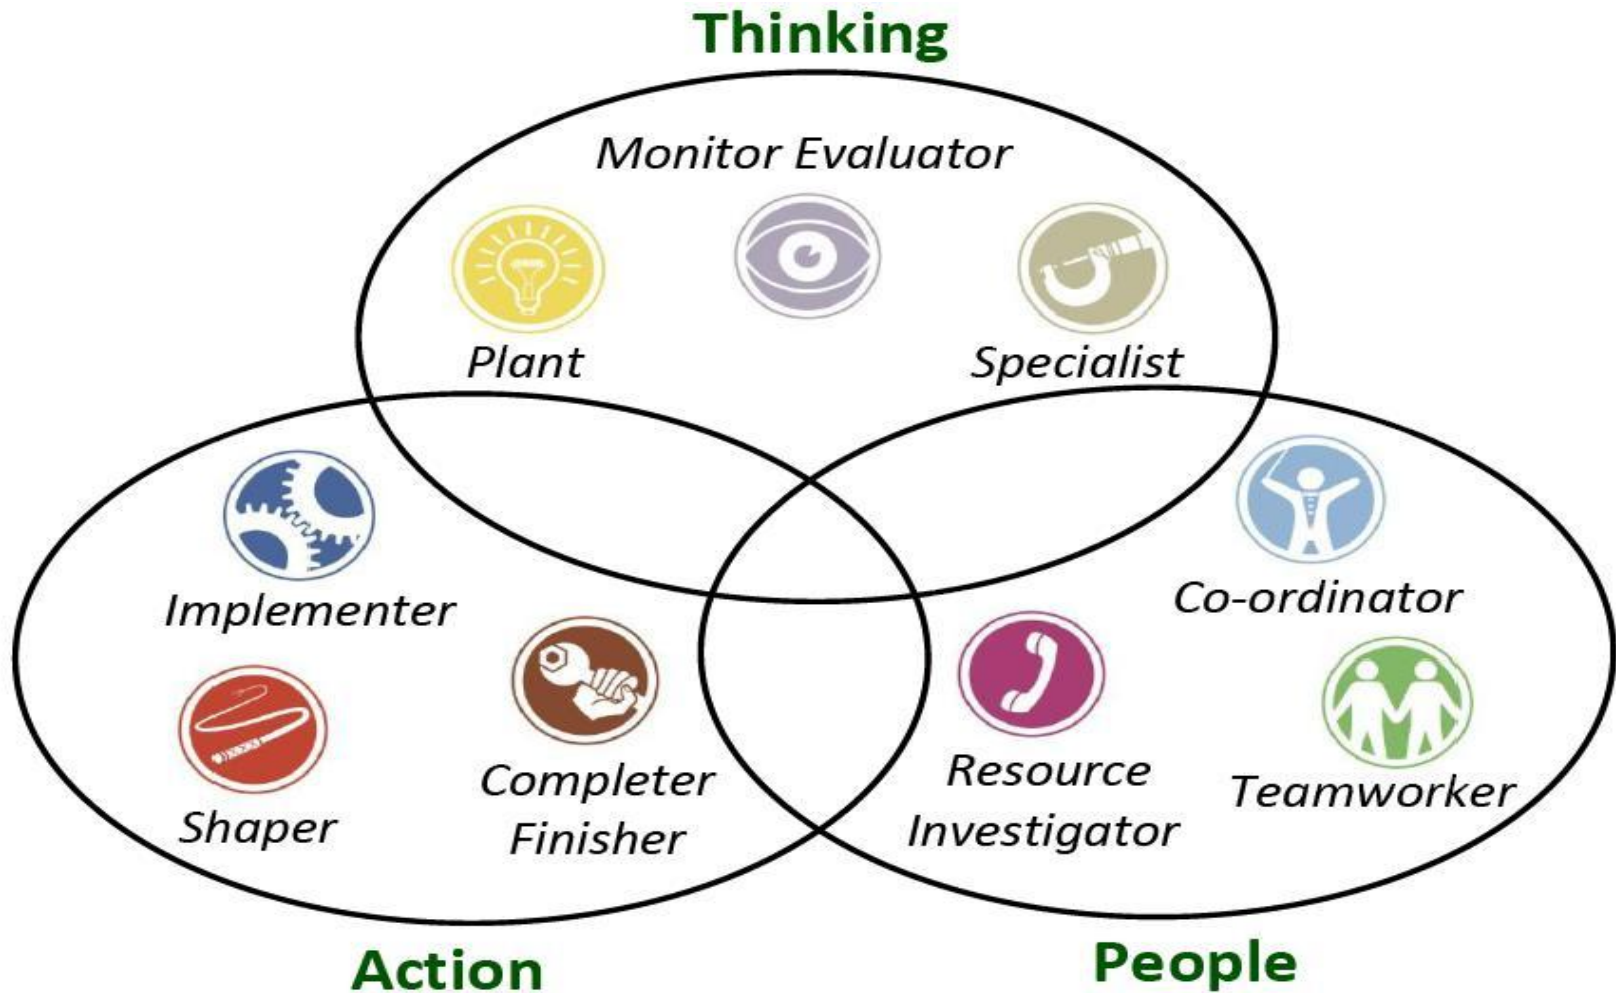 Thinking
Monitor Evaluator
Plant
Specialist
Implementer
Co-ordinator
Shaper
Completer
Finisher
Resource
Investigator
Teamworker
Action
People